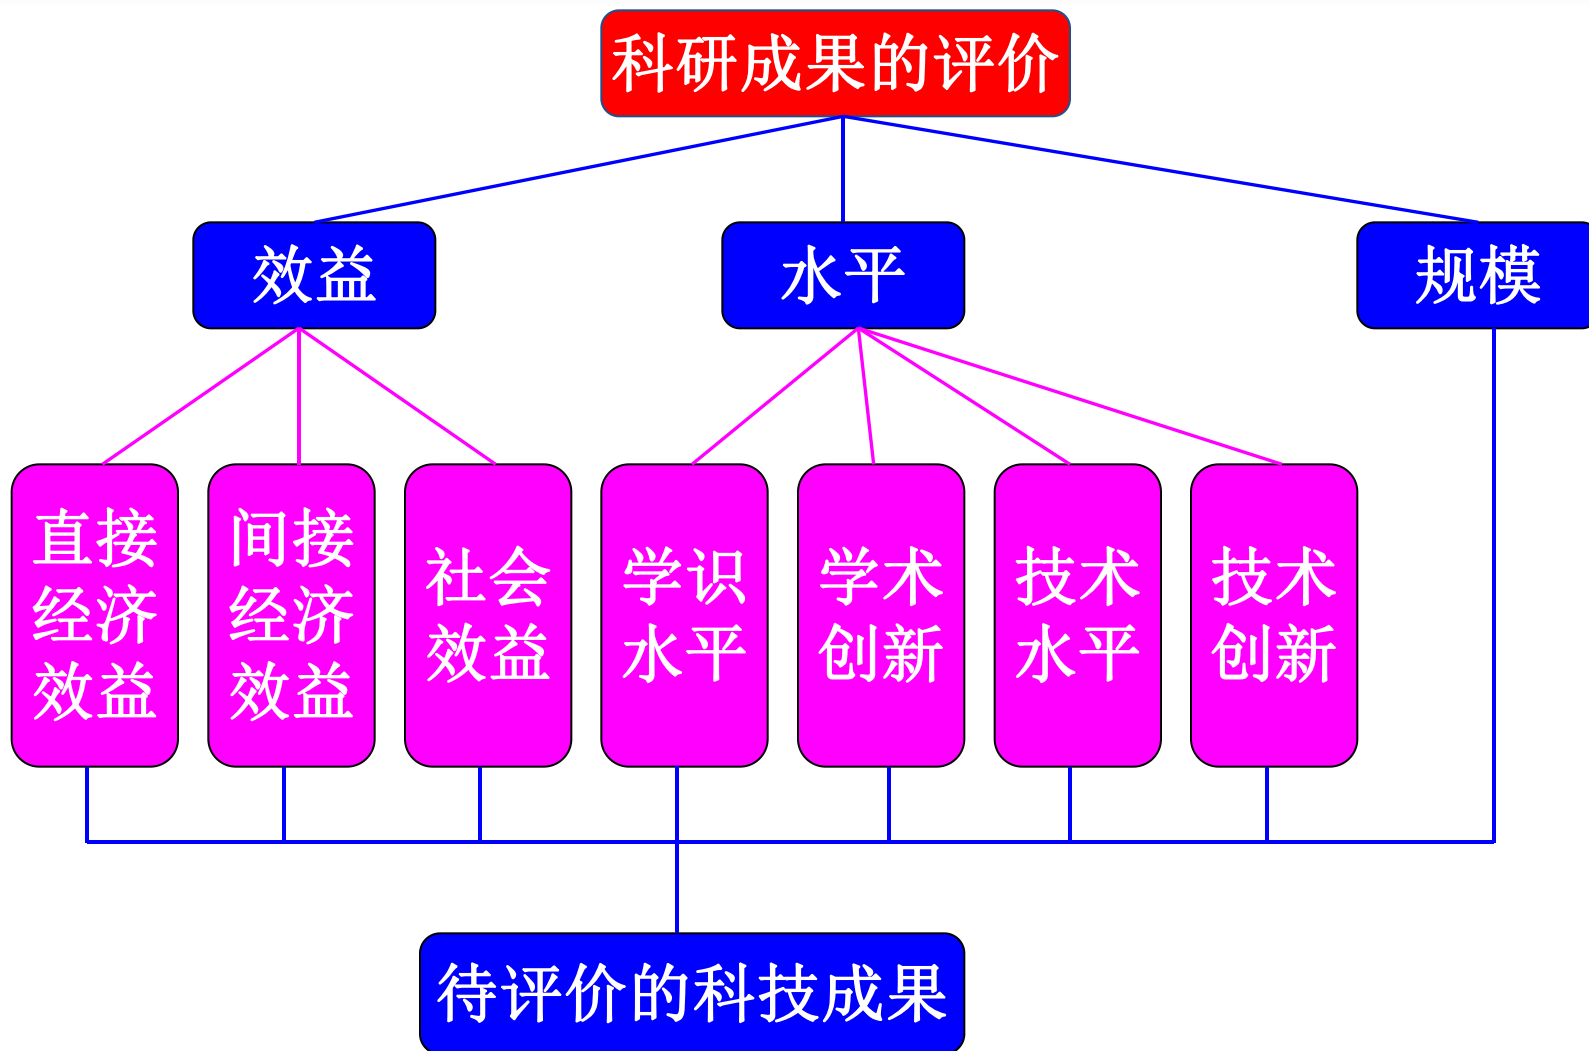 科研成果的评价
效益
水平
规模
直接
经济
效益
间接
经济
效益
社会
效益
学识
水平
学术
创新
技术
水平
技术
创新
待评价的科技成果